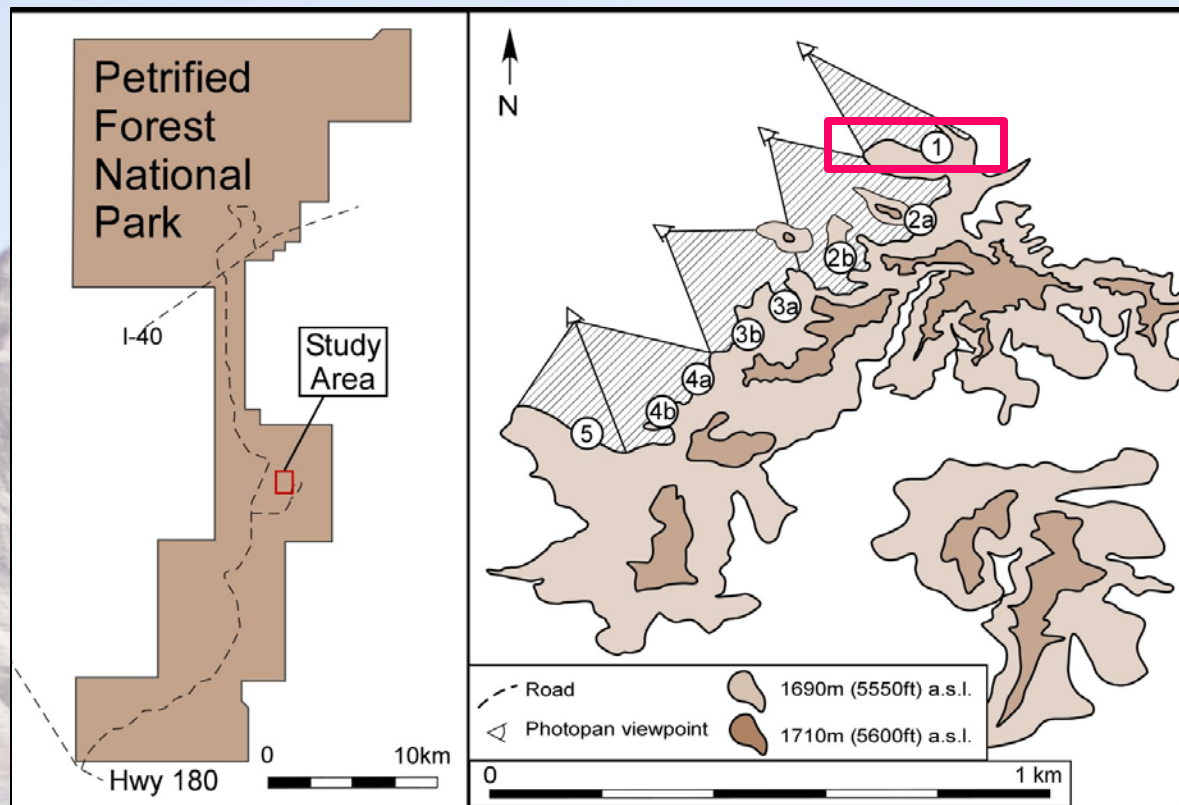 Petrified
Forest
National
Park
I-40
Study
Area
0 10km
Hwy 180
N
1
2a
2b
3a
3b
4a
4b
5
Road
Photopan viewpoint
1690m (5550ft) a.s.l.
1710m (5600ft) a.s.l.
0 1 km